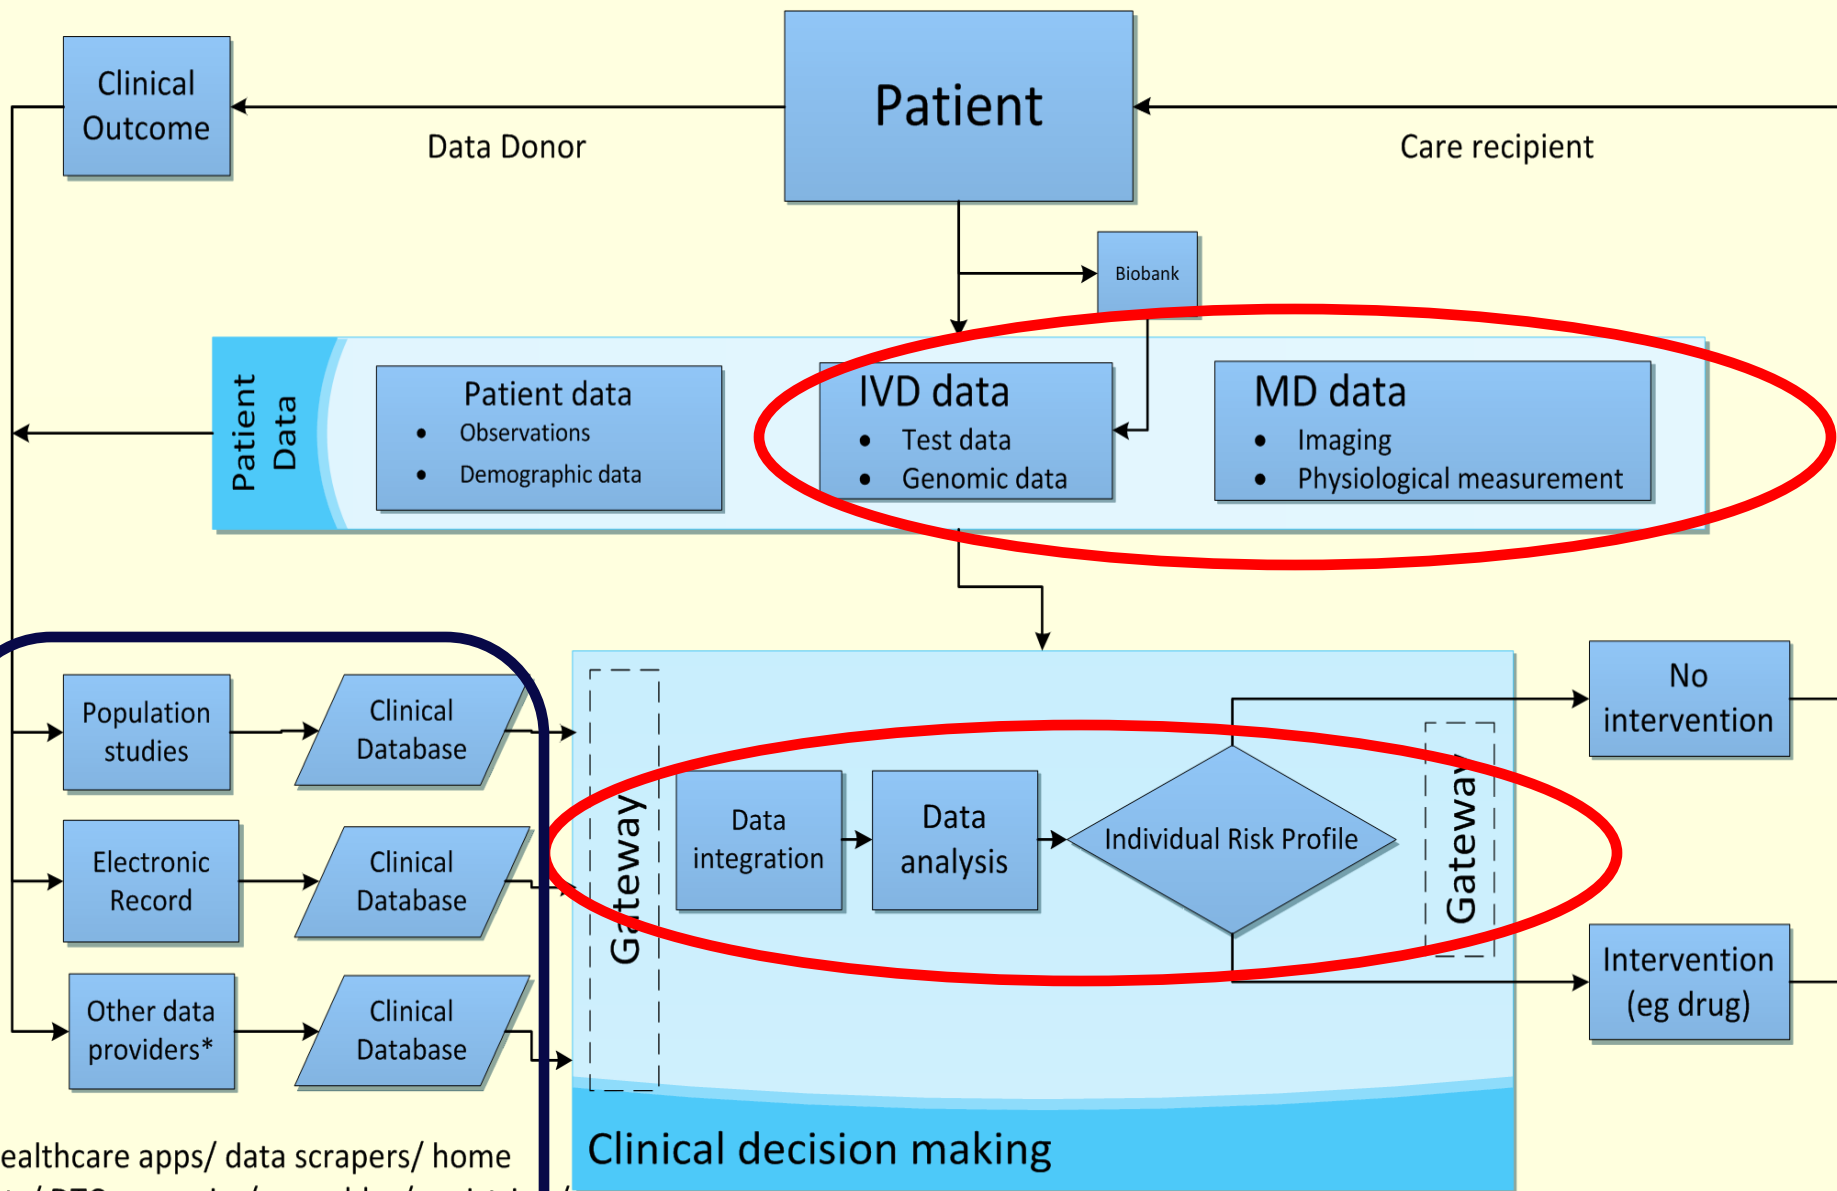 Clinical
Outcome
Patient
Data Donor
Care recipient
Biobank
Patient
Data
Patient data
• Observations
• Demographic data
IVD data
• Test data
• Genomic data
MD data
• Imaging
• Physiological measurement
Population
studies
Clinical
Database
Electronic
Record
Clinical
Database
Other data
providers*
Clinical
Database
Gateway
Data
integration
Data
analysis
Individual Risk Profile
Gateway
No
intervention
Intervention
(eg drug)
Clinical decision making
ealthcare apps/ data scrapers/ home